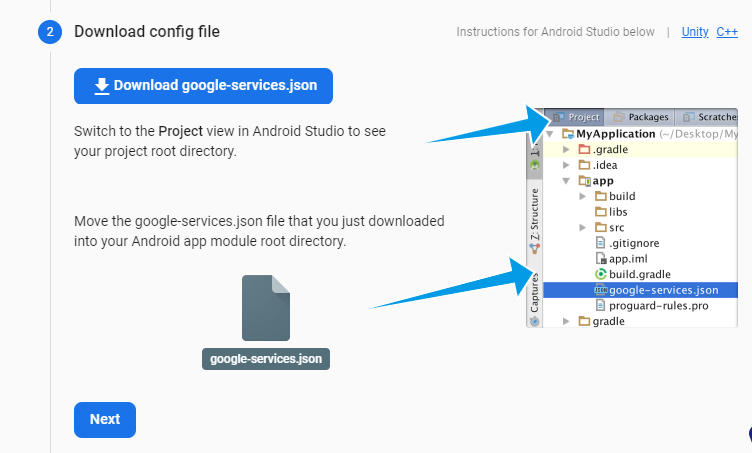 2 Download config file
Instructions for Android Studio below | Unity C++
Download google-services.json
Switch to the Project view in Android Studio to see
your project root directory.
Move the google-services.json file that you just downloaded
into your Android app module root directory.
google-services.json
Next
Project Packages Scratche
MyApplication (~/Desktop/My
.gradle
.idea
app
build
libs
src
.gitignore
app.iml
build.gradle
google-services.json
proguard-rules.pro
gradle
Z: Structure
Captures